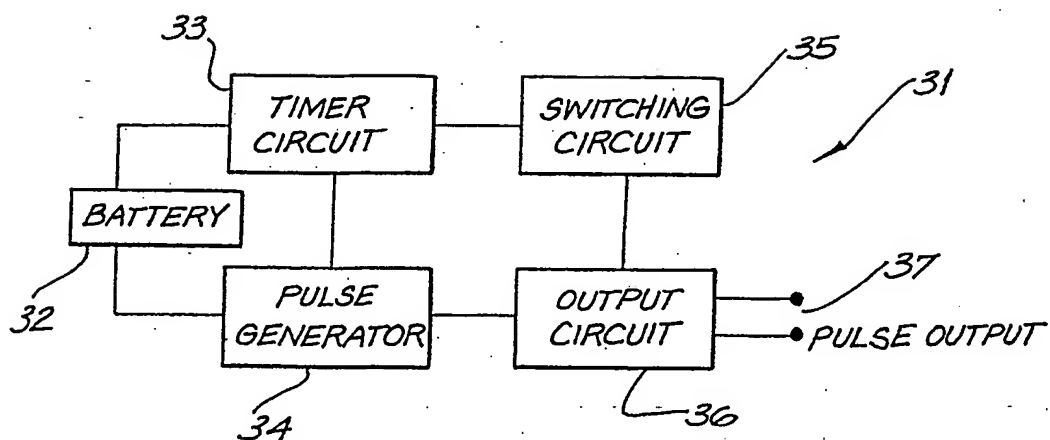 33
35
31
TIMER
CIRCUIT
SWITCHING
CIRCUIT
BATTERY
32
PULSE
GENERATOR
OUTPUT
CIRCUIT
37
PULSE OUTPUT
34
36